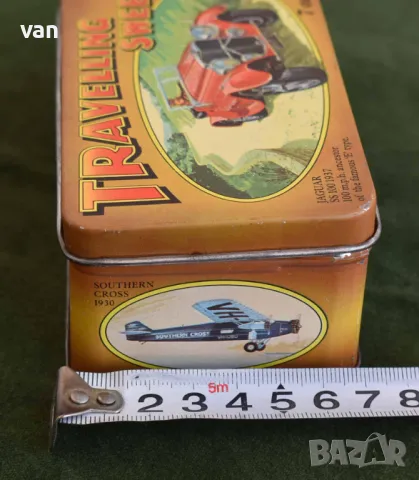 van
TRAVELLING
SWEE
JAGUAR
SS 100 1937
100 m.p.h. ancestor
of the famous 'E' type.
SOUTHERN
CROSS
1930
VH-
SOUTHERN CROSS
5m
2 3 4 5 6 7 8
BAZAR